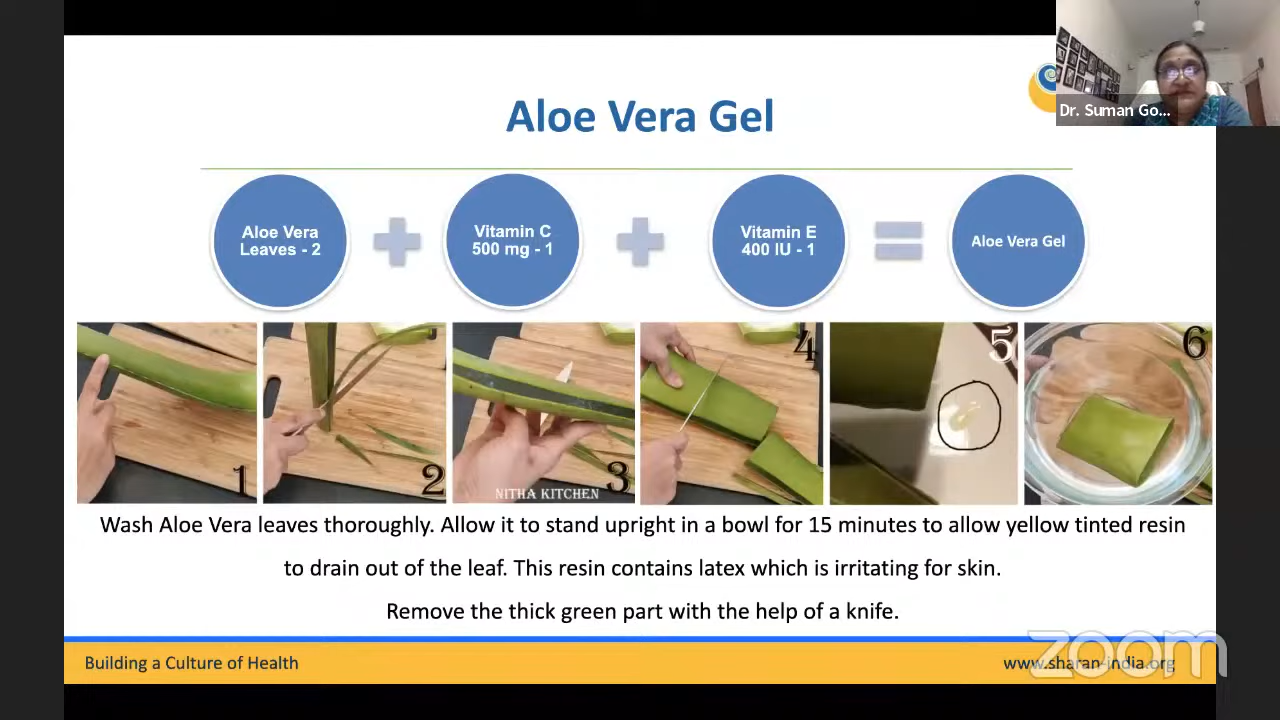 Aloe Vera Gel
Dr. Suman Go...
Aloe Vera
Leaves - 2
Vitamin C
500 mg - 1
Vitamin E
400 IU - 1
Aloe Vera Gel
1
2
3
NITHA KITCHEN
4
5
6
Wash Aloe Vera leaves thoroughly. Allow it to stand upright in a bowl for 15 minutes to allow yellow tinted resin
to drain out of the leaf. This resin contains latex which is irritating for skin.
Remove the thick green part with the help of a knife.
Building a Culture of Health
www.sharan-india.org
zoom